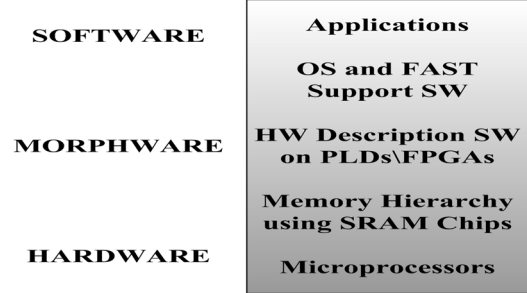 SOFTWARE
Applications
OS and FAST
Support SW
MORPHWARE
HW Description SW
on PLDs\FPGAs
Memory Hierarchy
using SRAM Chips
HARDWARE
Microprocessors